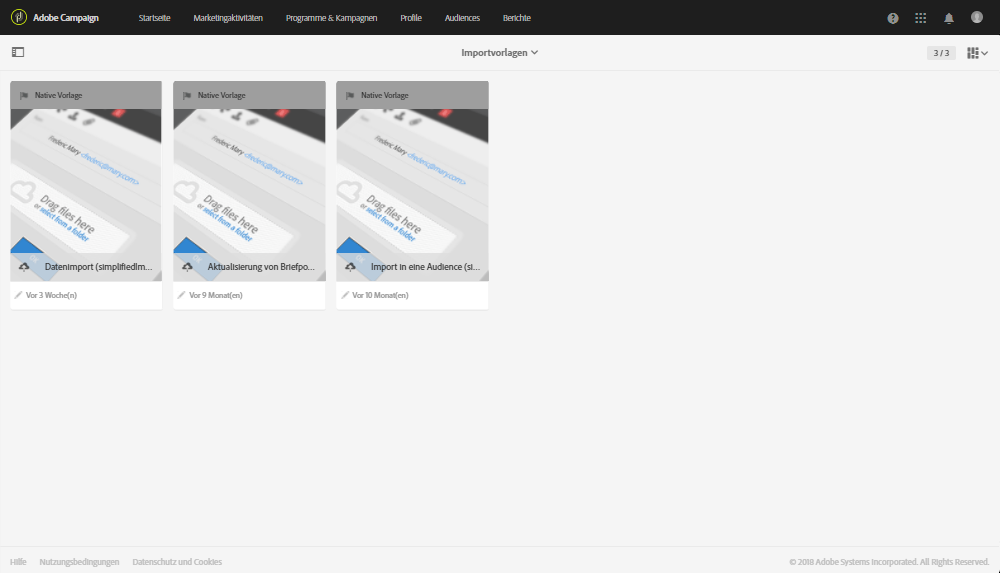 Adobe Campaign Startseite Marketingaktivitäten Programme & Kampagnen Profile Audiences Berichte
Importvorlagen
3 / 3
Native Vorlage
Frederic Mary <frederic@mary.com>
Drag files here
or select from a folder
Datenimport (simplifiedIm...
Vor 3 Woche(n)
Native Vorlage
Frederic Mary <frederic@mary.com>
Drag files here
or select from a folder
Aktualisierung von Briefpo...
Vor 9 Monat(en)
Native Vorlage
Frederic Mary <frederic@mary.com>
Drag files here
or select from a folder
Import in eine Audience (si...
Vor 10 Monat(en)
Hilfe Nutzungsbedingungen Datenschutz und Cookies
© 2018 Adobe Systems Incorporated. All Rights Reserved.